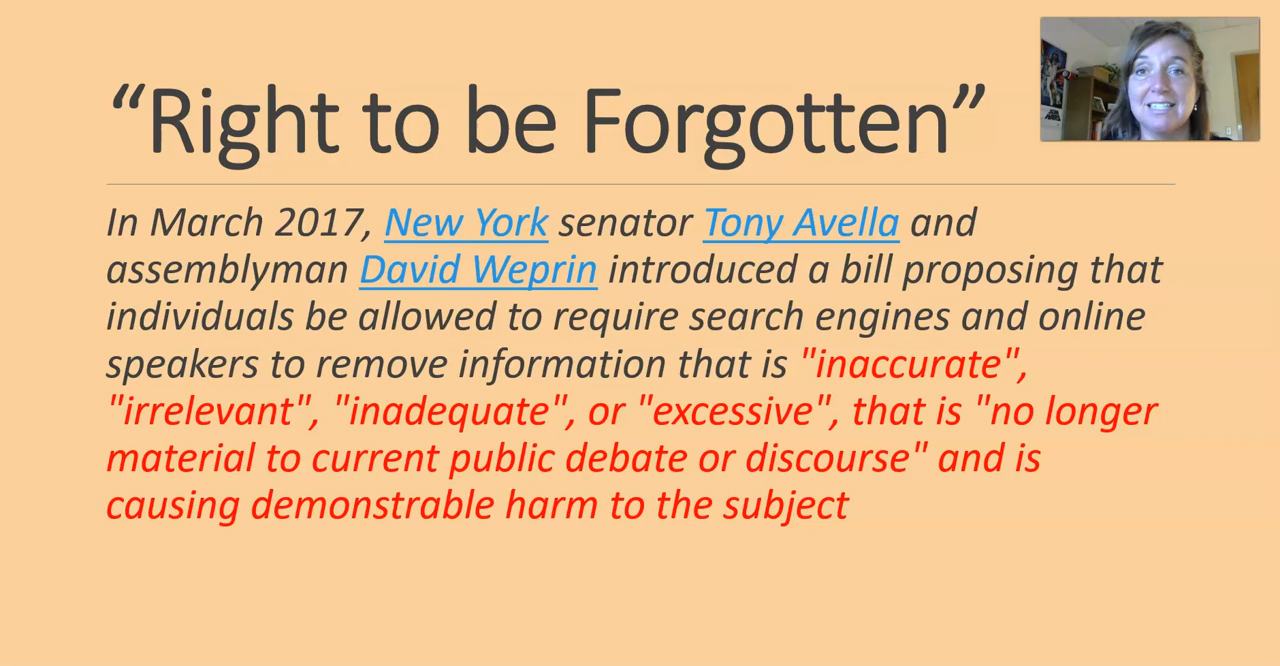 “Right to be Forgotten”
In March 2017, New York senator Tony Avella and
assemblyman David Weprin introduced a bill proposing that
individuals be allowed to require search engines and online
speakers to remove information that is "inaccurate",
"irrelevant", "inadequate", or "excessive", that is "no longer
material to current public debate or discourse" and is
causing demonstrable harm to the subject